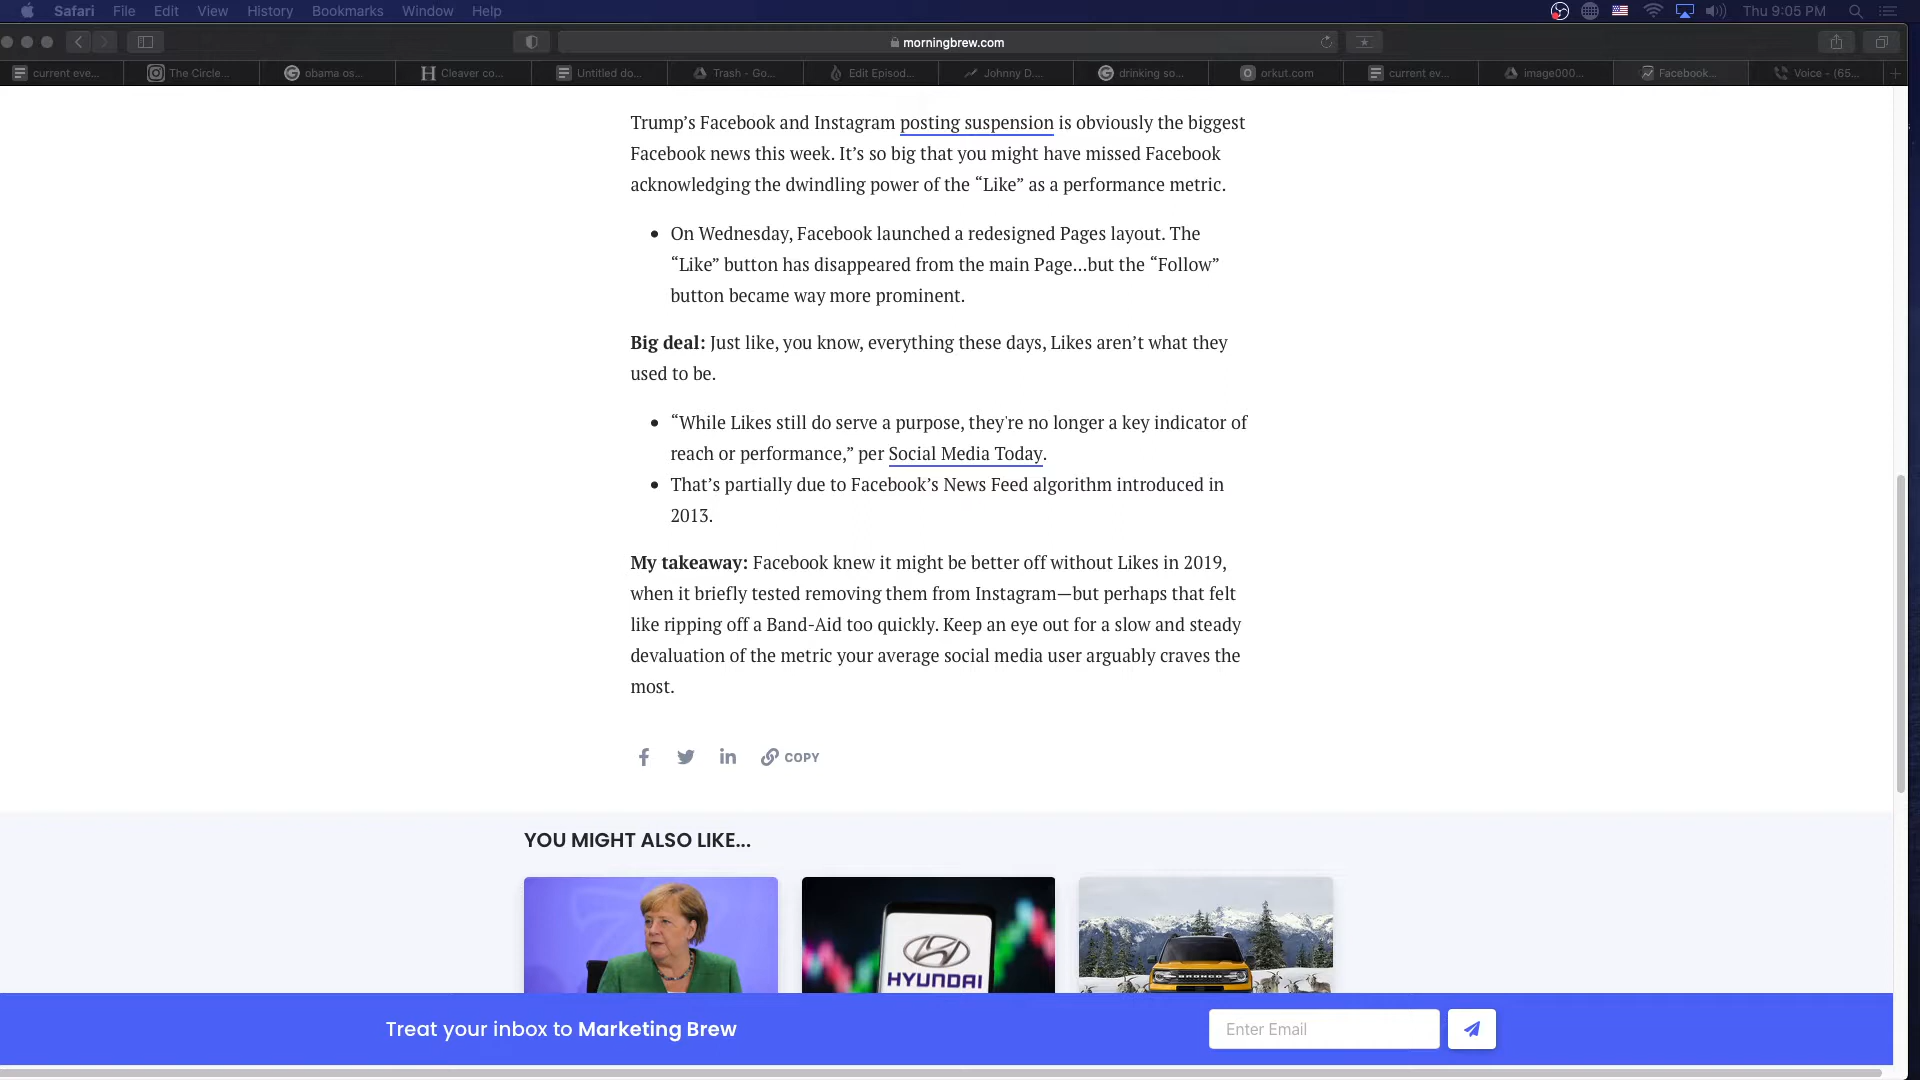 Safari File Edit View History Bookmarks Window Help Thu 9:05 PM
morningbrew.com
current eve... The Circle... obama os... Cleaver co... Untitled do... Trash - Go... Edit Episod... Johnny D.... drinking so... orkut.com current ev... image000... Facebook... Voice - (65...
Trump’s Facebook and Instagram posting suspension is obviously the biggest
Facebook news this week. It’s so big that you might have missed Facebook
acknowledging the dwindling power of the “Like” as a performance metric.
• On Wednesday, Facebook launched a redesigned Pages layout. The
“Like” button has disappeared from the main Page...but the “Follow”
button became way more prominent.
Big deal: Just like, you know, everything these days, Likes aren’t what they
used to be.
• “While Likes still do serve a purpose, they're no longer a key indicator of
reach or performance,” per Social Media Today.
• That’s partially due to Facebook’s News Feed algorithm introduced in
2013.
My takeaway: Facebook knew it might be better off without Likes in 2019,
when it briefly tested removing them from Instagram—but perhaps that felt
like ripping off a Band-Aid too quickly. Keep an eye out for a slow and steady
devaluation of the metric your average social media user arguably craves the
most.
COPY
YOU MIGHT ALSO LIKE...
HYUNDAI
BRONCO
Treat your inbox to Marketing Brew
Enter Email